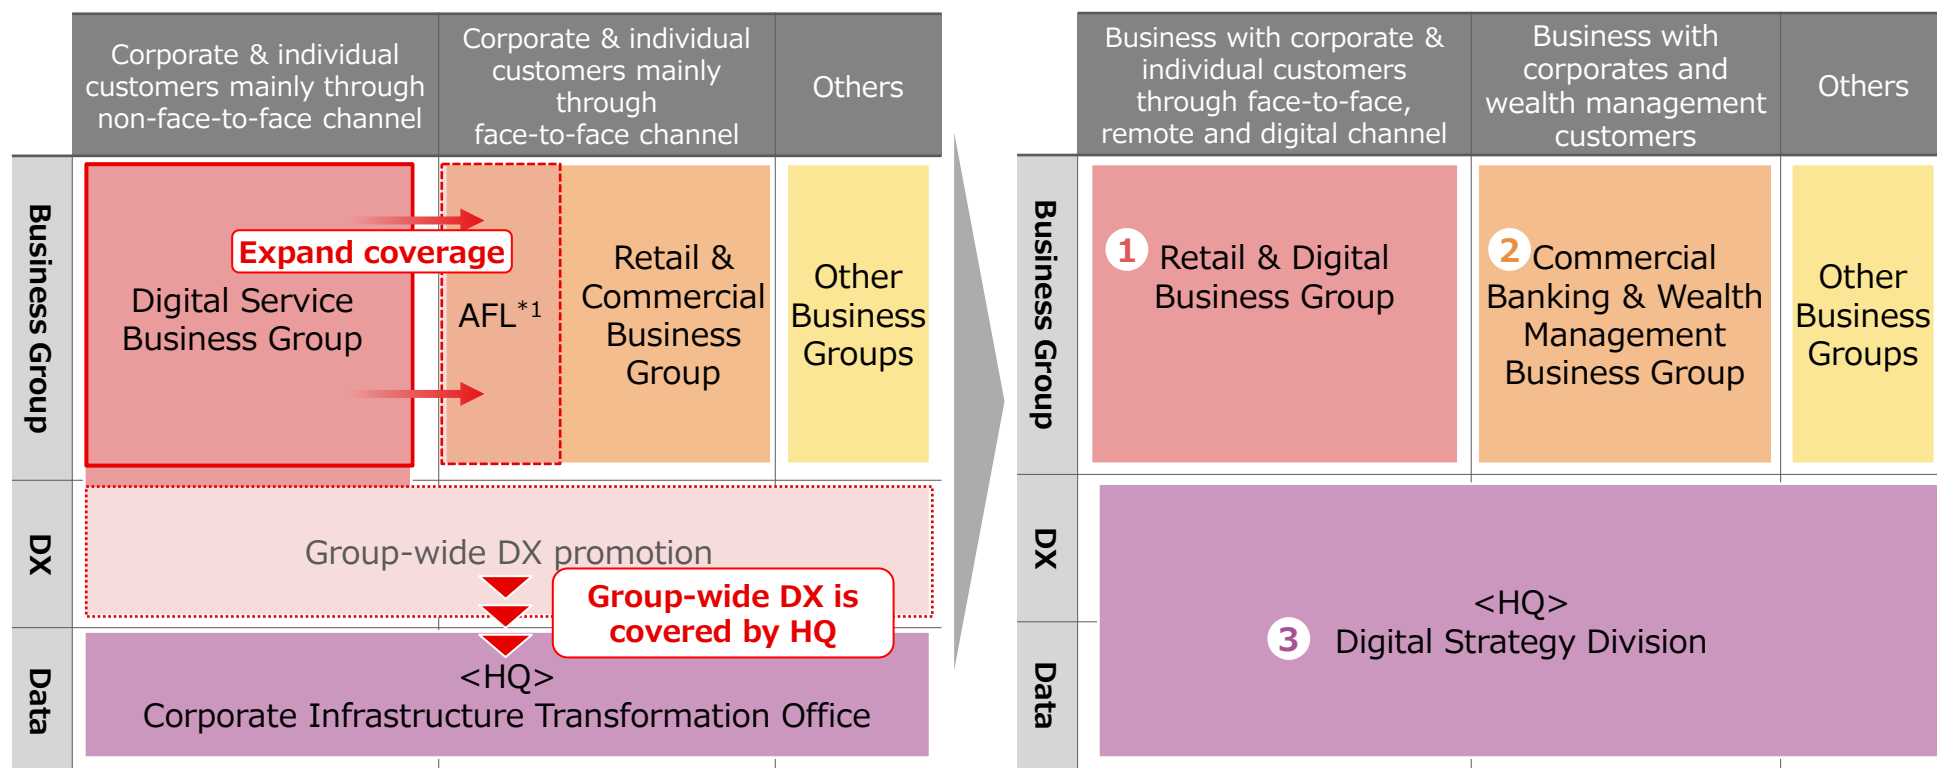 Corporate & individual
customers mainly through
non-face-to-face channel
Corporate & individual
customers mainly
through
face-to-face channel
Others
Business Group
Digital Service
Business Group
Expand coverage
AFL*1
Retail &
Commercial
Business
Group
Other
Business
Groups
DX
Group-wide DX promotion
Group-wide DX is
covered by HQ
Data
<HQ>
Corporate Infrastructure Transformation Office
Business with corporate &
individual customers
through face-to-face,
remote and digital channel
Business with
corporates and
wealth management
customers
Others
Business Group
1
Retail & Digital
Business Group
2
Commercial
Banking & Wealth
Management
Business Group
Other
Business
Groups
DX
Data
<HQ>
3
Digital Strategy Division